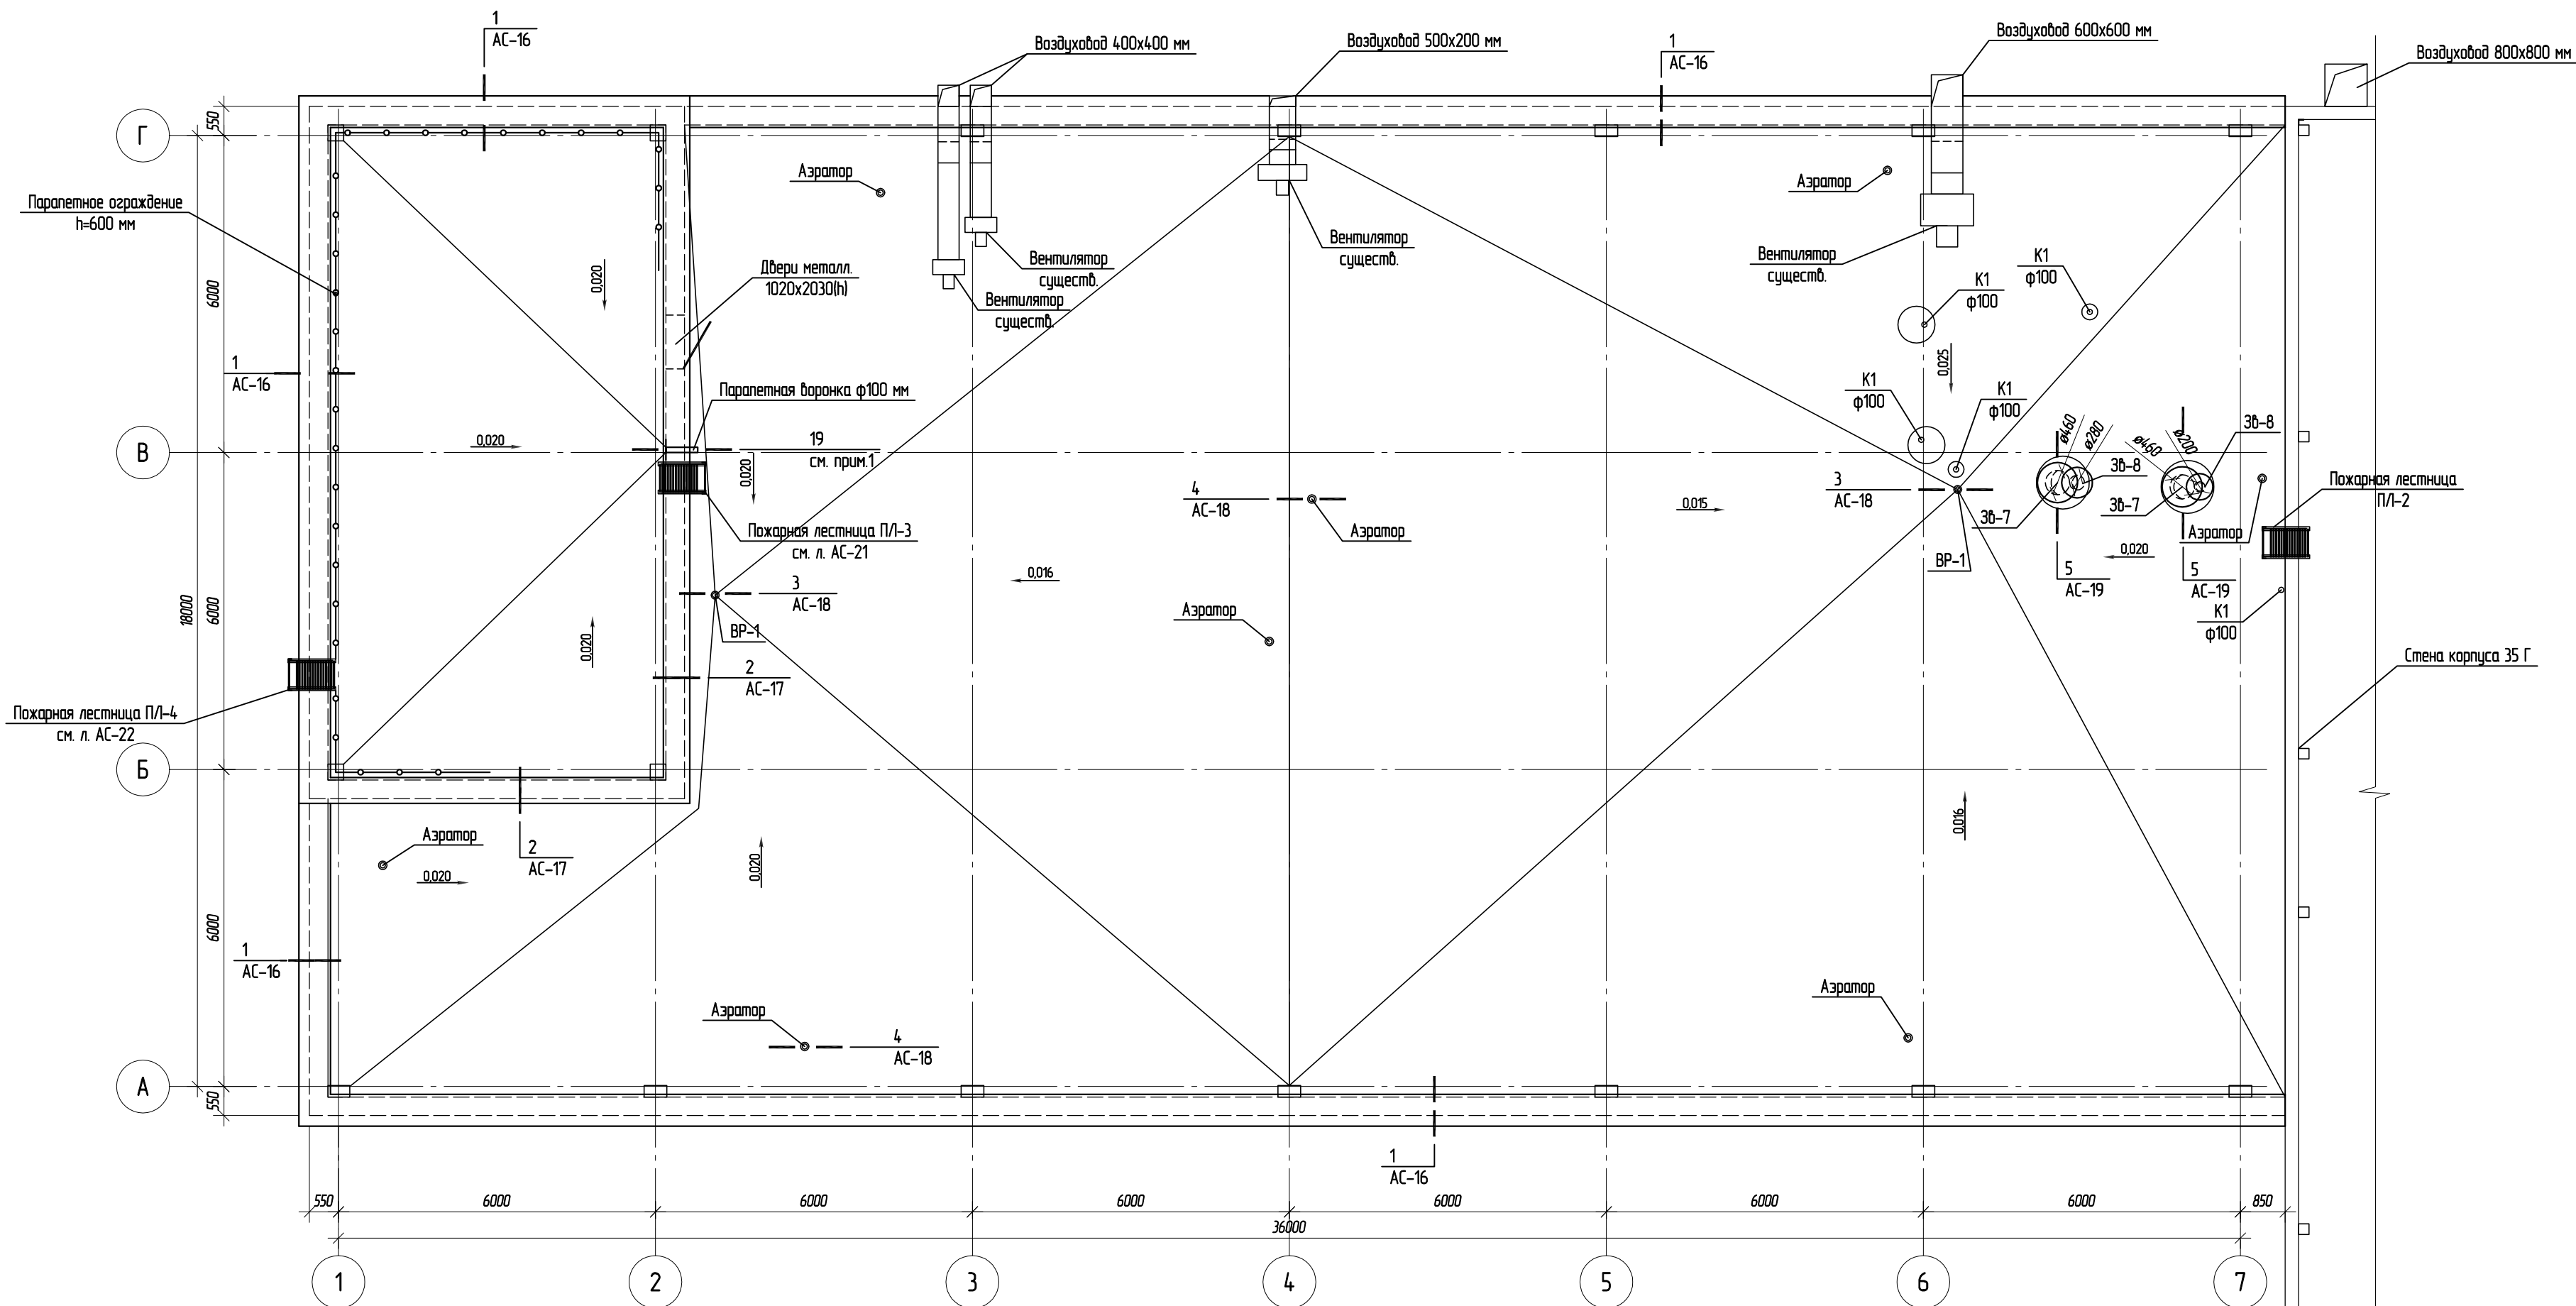 1
АС-16
Воздуховод 400х400 мм
Воздуховод 500х200 мм
1
АС-16
Воздуховод 600х600 мм
Воздуховод 800х800 мм
550
Г
Аэратор
Аэратор
Парапетное ограждение
h=600 мм
Вентилятор
сущеcтв.
Вентилятор
существ.
Вентилятор
существ.
Вентилятор
существ.
Двери металл.
1020х2030(h)
0,020
6000
К1
ф100
К1
ф100
1
АС-16
0,025
Парапетная воронка ф100 мм
К1
ф100
К1
ф100
В
0,020
19
см. прим.1
0,020
ø460
ø280
ø460
ø200
Зв-8
Зв-8
4
АС-18
Аэратор
0,015
3
АС-18
Зв-7
Зв-7
Аэратор
Пожарная лестница
ПЛ-2
Пожарная лестница ПЛ-3
см. л. АС-21
0,016
ВР-1
0,020
5
АС-19
5
АС-19
3
АС-18
К1
ф100
18000
6000
0,020
ВР-1
Аэратор
2
АС-17
Стена корпуса 35 Г
Пожарная лестница ПЛ-4
см. л. АС-22
Б
Аэратор
0,020
2
АС-17
0,020
0,016
6000
1
АС-16
Аэратор
4
АС-18
Аэратор
А
550
1
АС-16
550
6000
6000
6000
6000
6000
6000
850
36000
1
2
3
4
5
6
7